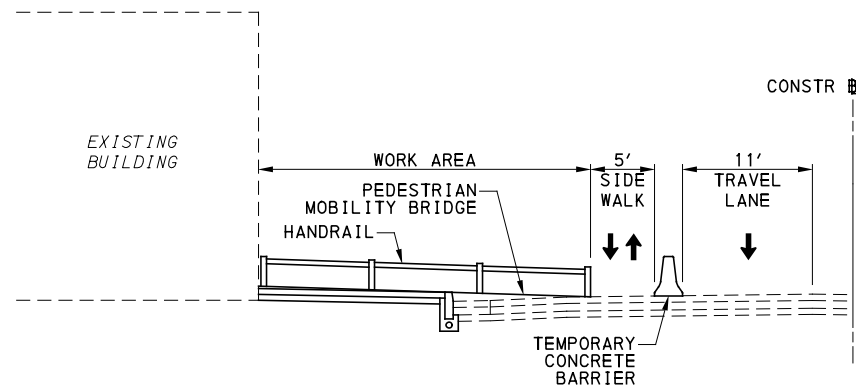 CONSTR
EXISTING
BUILDING
WORK AREA
5'
SIDE
WALK
11'
TRAVEL
LANE
PEDESTRIAN
MOBILITY BRIDGE
HANDRAIL
TEMPORARY
CONCRETE
BARRIER